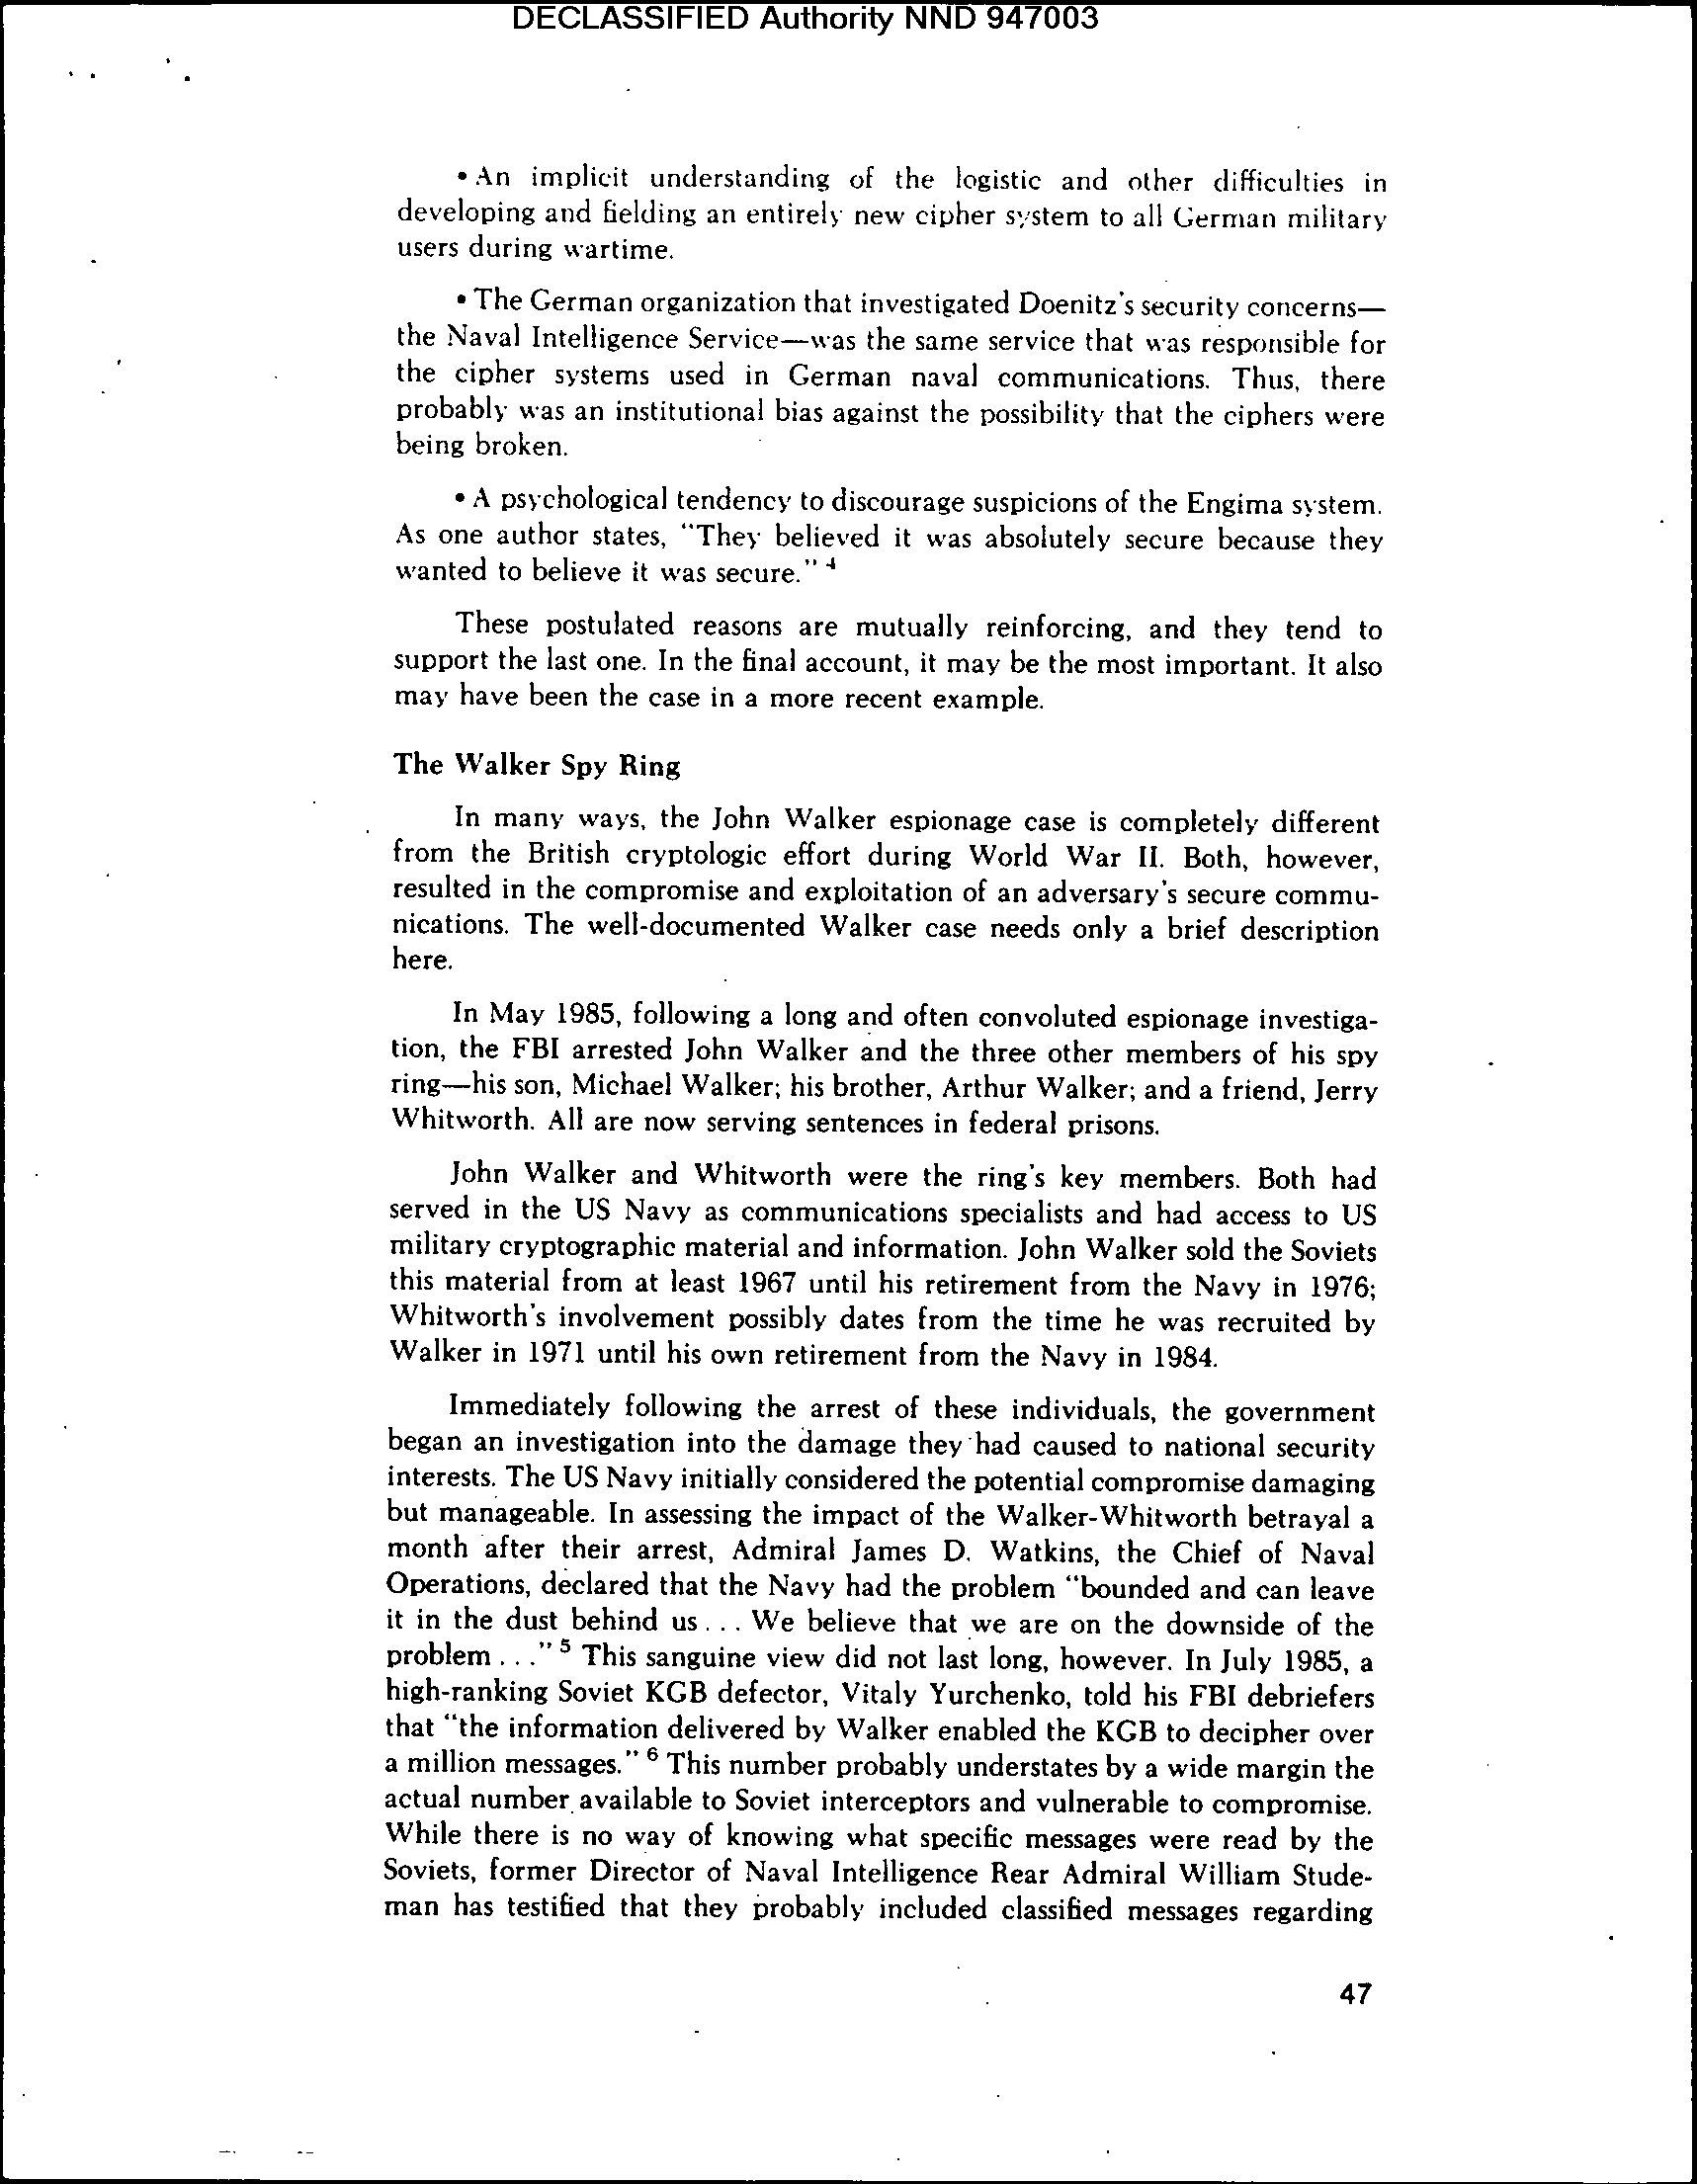 DECLASSIFIED Authority NND 947003
• An implicit understanding of the logistic and other difficulties in
developing and fielding an entirely new cipher system to all German military
users during wartime.
• The German organization that investigated Doenitz's security concerns—
the Naval Intelligence Service—was the same service that was responsible for
the cipher systems used in German naval communications. Thus, there
probably was an institutional bias against the possibility that the ciphers were
being broken.
• A psychological tendency to discourage suspicions of the Engima system.
As one author states, "They believed it was absolutely secure because they
wanted to believe it was secure." 4
These postulated reasons are mutually reinforcing, and they tend to
support the last one. In the final account, it may be the most important. It also
may have been the case in a more recent example.
The Walker Spy Ring
In many ways, the John Walker espionage case is completely different
from the British cryptologic effort during World War II. Both, however,
resulted in the compromise and exploitation of an adversary's secure commu-
nications. The well-documented Walker case needs only a brief description
here.
In May 1985, following a long and often convoluted espionage investiga-
tion, the FBI arrested John Walker and the three other members of his spy
ring—his son, Michael Walker; his brother, Arthur Walker; and a friend, Jerry
Whitworth. All are now serving sentences in federal prisons.
John Walker and Whitworth were the ring's key members. Both had
served in the US Navy as communications specialists and had access to US
military cryptographic material and information. John Walker sold the Soviets
this material from at least 1967 until his retirement from the Navy in 1976;
Whitworth's involvement possibly dates from the time he was recruited by
Walker in 1971 until his own retirement from the Navy in 1984.
Immediately following the arrest of these individuals, the government
began an investigation into the damage they had caused to national security
interests. The US Navy initially considered the potential compromise damaging
but manageable. In assessing the impact of the Walker-Whitworth betrayal a
month after their arrest, Admiral James D. Watkins, the Chief of Naval
Operations, declared that the Navy had the problem "bounded and can leave
it in the dust behind us . . . We believe that we are on the downside of the
problem . . ." 5 This sanguine view did not last long, however. In July 1985, a
high-ranking Soviet KGB defector, Vitaly Yurchenko, told his FBI debriefers
that "the information delivered by Walker enabled the KGB to decipher over
a million messages." 6 This number probably understates by a wide margin the
actual number available to Soviet interceptors and vulnerable to compromise.
While there is no way of knowing what specific messages were read by the
Soviets, former Director of Naval Intelligence Rear Admiral William Stude-
man has testified that they probably included classified messages regarding
47